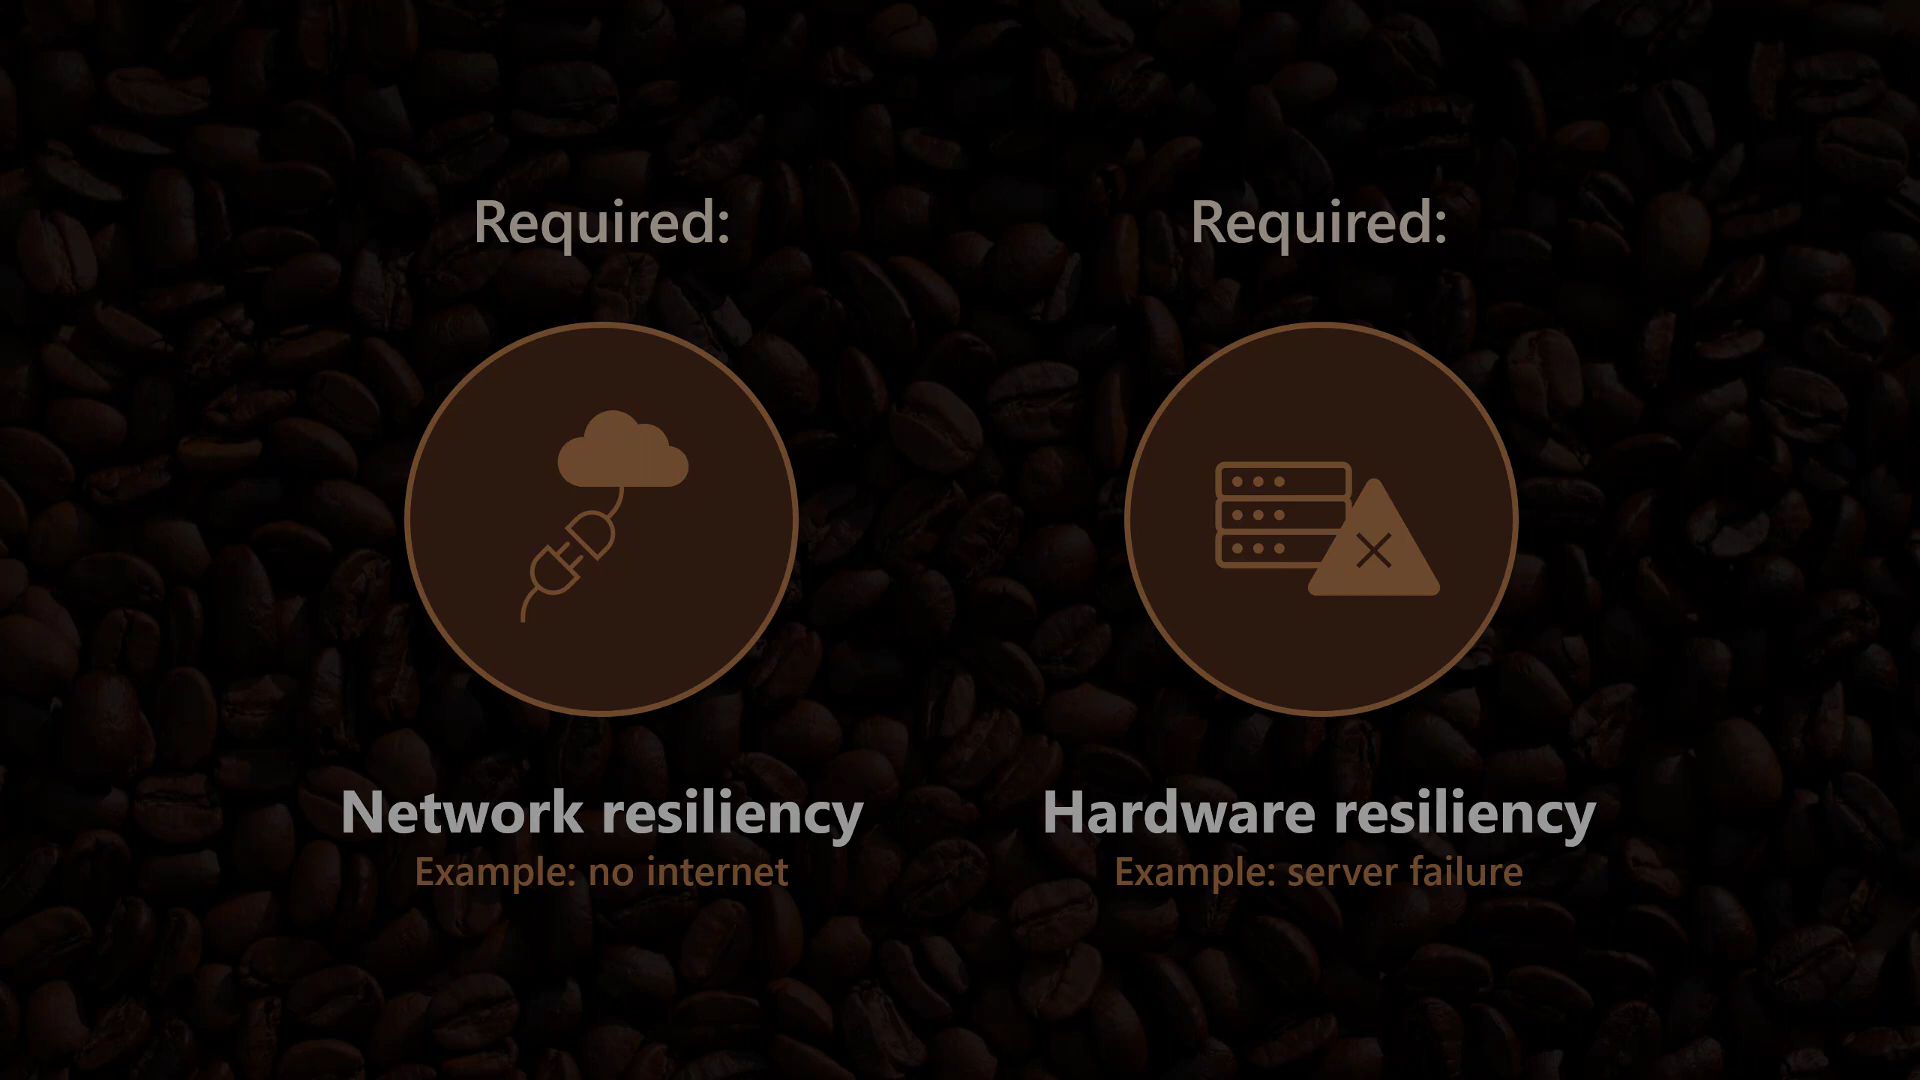 Required:
Required:
Network resiliency
Example: no internet
Hardware resiliency
Example: server failure